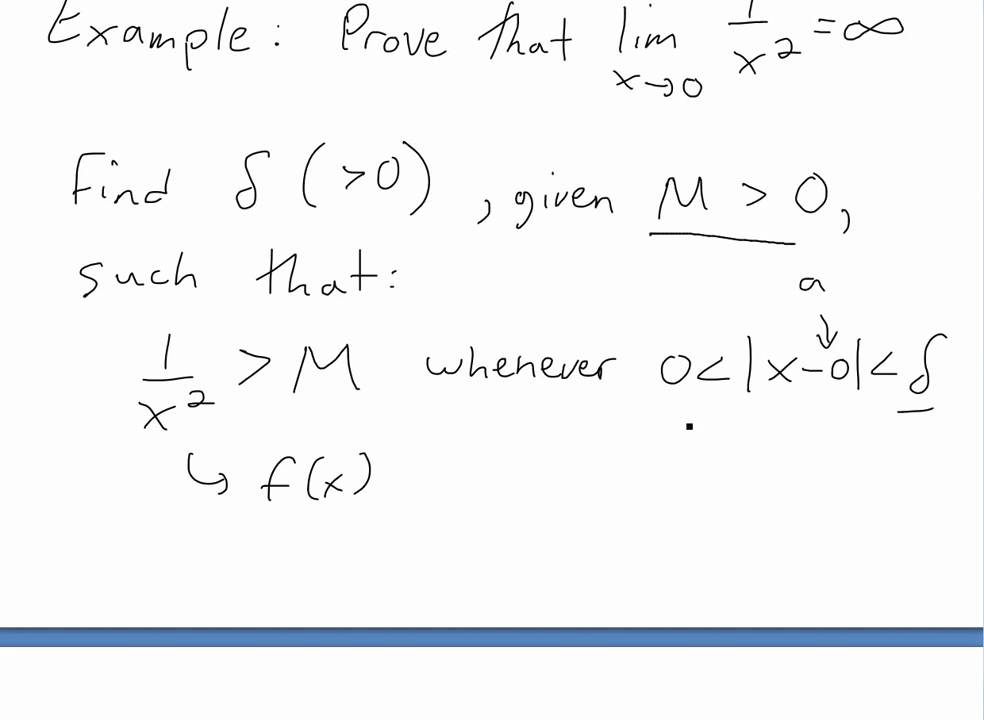 Example: Prove that lim 1/x² = ∞
x→0
Find δ (>0), given M > 0,
such that:
a
↓
1/x² > M whenever 0<|x-0|<δ
↳ f(x)